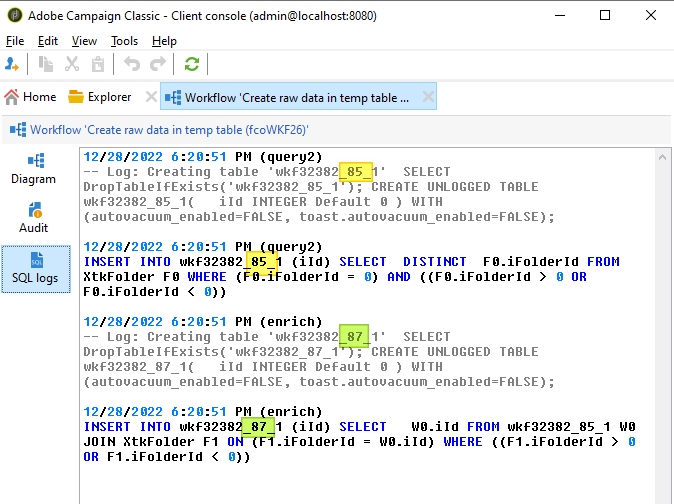 Adobe Campaign Classic - Client console (admin@localhost:8080)
File Edit View Tools Help
Home Explorer Workflow 'Create raw data in temp table ...
Workflow 'Create raw data in temp table (fcoWKF26)'
Diagram
Audit
SQL logs
12/28/2022 6:20:51 PM (query2)
-- Log: Creating table 'wkf32382_85_1' SELECT
DropTableIfExists('wkf32382_85_1'); CREATE UNLOGGED TABLE
wkf32382_85_1( iId INTEGER Default 0 ) WITH
(autovacuum_enabled=FALSE, toast.autovacuum_enabled=FALSE);
12/28/2022 6:20:51 PM (query2)
INSERT INTO wkf32382_85_1 (iId) SELECT DISTINCT F0.iFolderId FROM
XtkFolder F0 WHERE (F0.iFolderId = 0) AND ((F0.iFolderId > 0 OR
F0.iFolderId < 0))
12/28/2022 6:20:51 PM (enrich)
-- Log: Creating table 'wkf32382_87_1' SELECT
DropTableIfExists('wkf32382_87_1'); CREATE UNLOGGED TABLE
wkf32382_87_1( iId INTEGER Default 0 ) WITH
(autovacuum_enabled=FALSE, toast.autovacuum_enabled=FALSE);
12/28/2022 6:20:51 PM (enrich)
INSERT INTO wkf32382_87_1 (iId) SELECT W0.iId FROM wkf32382_85_1 W0
JOIN XtkFolder F1 ON (F1.iFolderId = W0.iId) WHERE ((F1.iFolderId > 0
OR F1.iFolderId < 0))